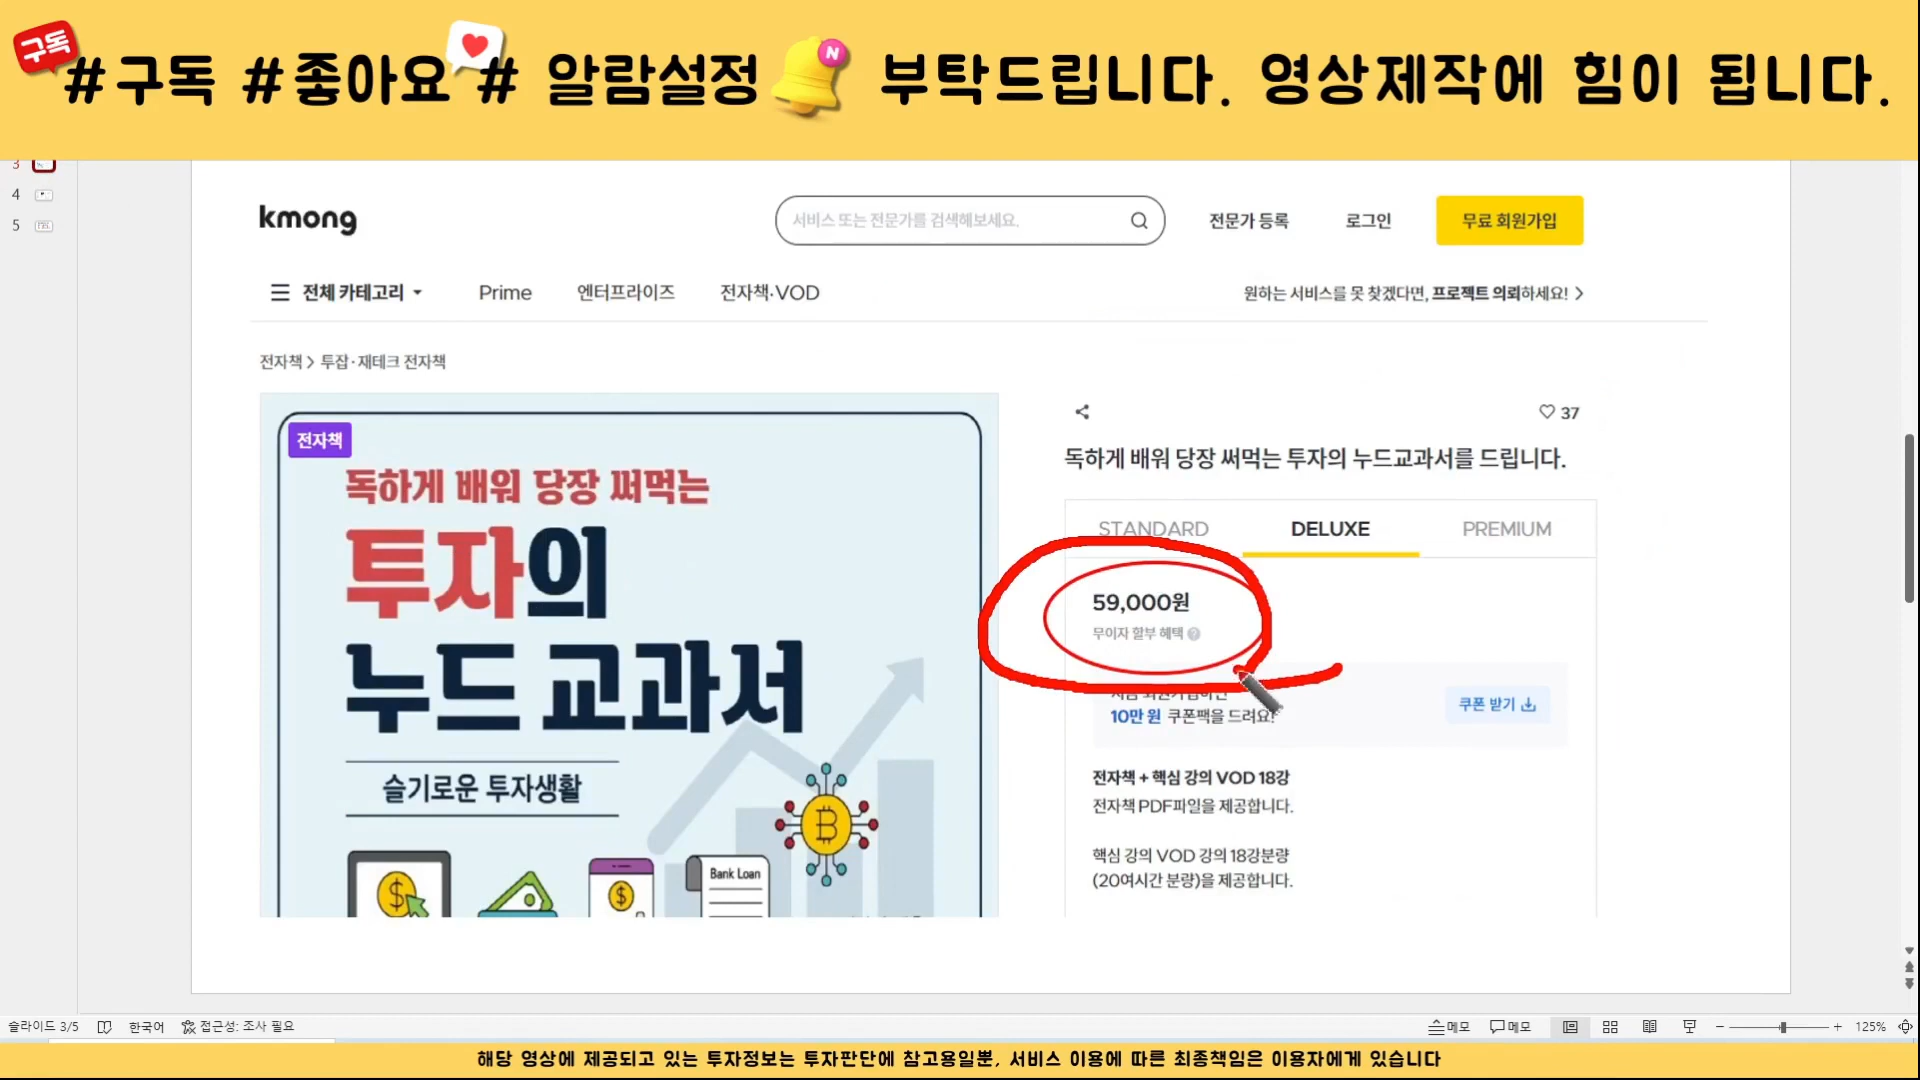 구독
#구독 #좋아요 # 알람설정 N 부탁드립니다. 영상제작에 힘이 됩니다.
3
4
5
kmong
서비스 또는 전문가를 검색해보세요.
전문가 등록
로그인
무료 회원가입
전체 카테고리
Prime
엔터프라이즈
전자책·VOD
원하는 서비스를 못 찾겠다면, 프로젝트 의뢰하세요!
전자책 > 투잡·재테크 전자책
전자책
독하게 배워 당장 써먹는
투자의
누드 교과서
슬기로운 투자생활
Bank Loan
37
독하게 배워 당장 써먹는 투자의 누드교과서를 드립니다.
STANDARD
DELUXE
PREMIUM
59,000원
무이자 할부 혜택
10만 원 쿠폰팩을 드려요!
쿠폰 받기
전자책 + 핵심 강의 VOD 18강
전자책 PDF파일을 제공합니다.
핵심 강의 VOD 강의 18강분량
(20여시간 분량)을 제공합니다.
슬라이드 3/5
한국어
접근성: 조사 필요
메모
메모
125%
해당 영상에 제공되고 있는 투자정보는 투자판단에 참고용일뿐, 서비스 이용에 따른 최종책임은 이용자에게 있습니다